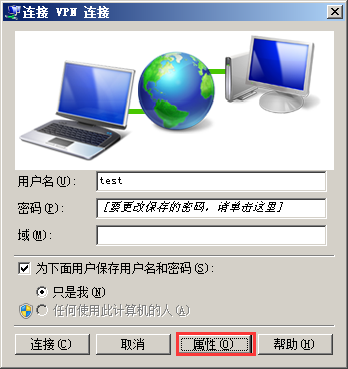 连接 VPN 连接
用户名(U):
test
密码(P):
[要更改保存的密码，请单击这里]
域(M):
为下面用户保存用户名和密码(S):
只是我(N)
任何使用此计算机的人(A)
连接(C)
取消
属性(O)
帮助(H)